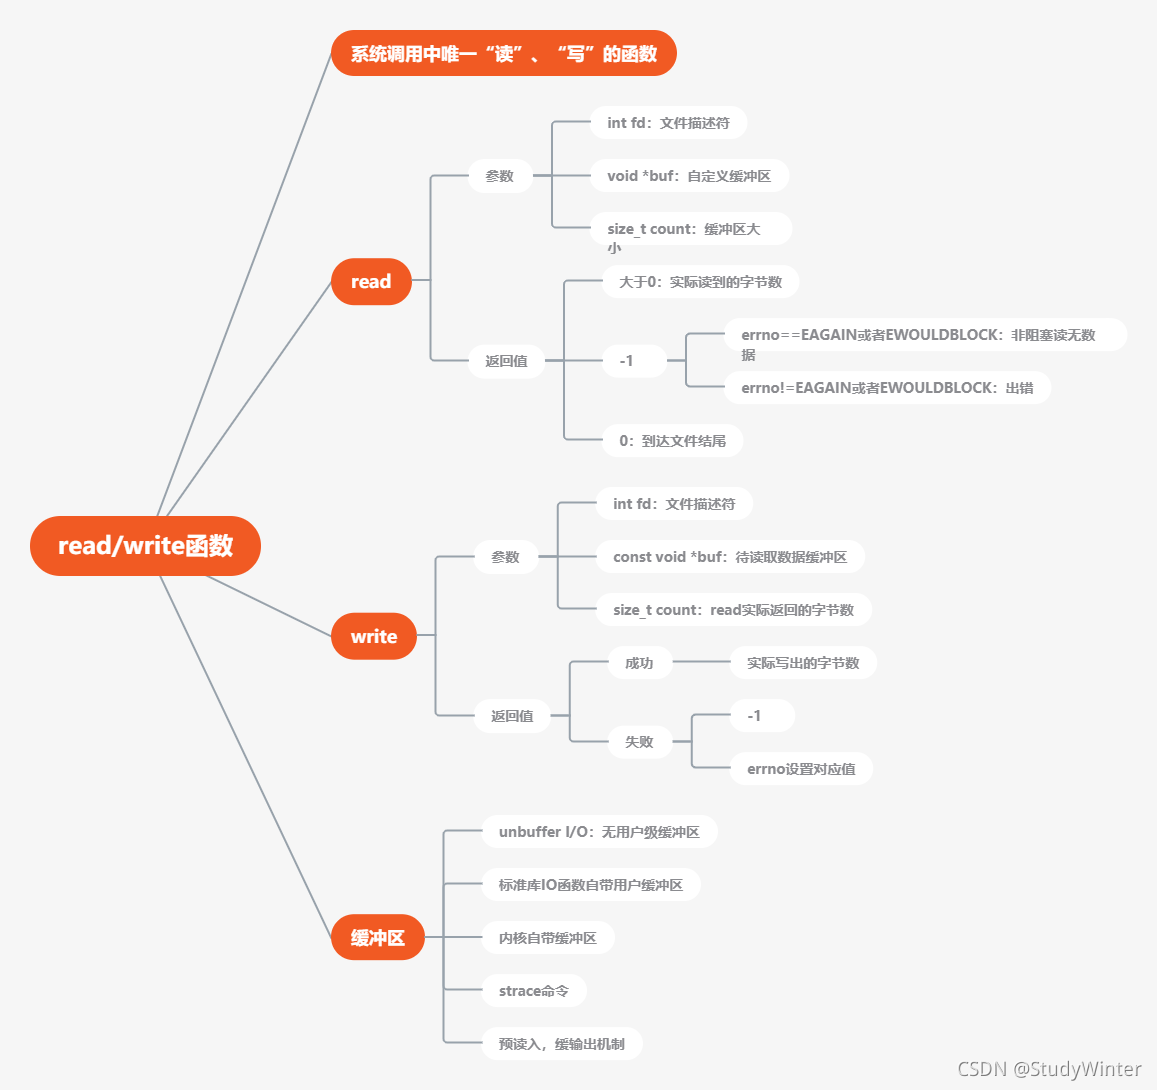 系统调用中唯一“读”、“写”的函数
int fd：文件描述符
参数
void *buf：自定义缓冲区
size_t count：缓冲区大
小
read
大于0：实际读到的字节数
返回值
-1
errno==EAGAIN或者EWOULDBLOCK：非阻塞读无数
据
errno!=EAGAIN或者EWOULDBLOCK：出错
0：到达文件结尾
read/write函数
int fd：文件描述符
参数
const void *buf：待读取数据缓冲区
size_t count：read实际返回的字节数
write
成功
实际写出的字节数
返回值
失败
-1
errno设置对应值
unbuffer I/O：无用户级缓冲区
标准库IO函数自带用户缓冲区
缓冲区
内核自带缓冲区
strace命令
预读入，缓输出机制
CSDN @StudyWinter